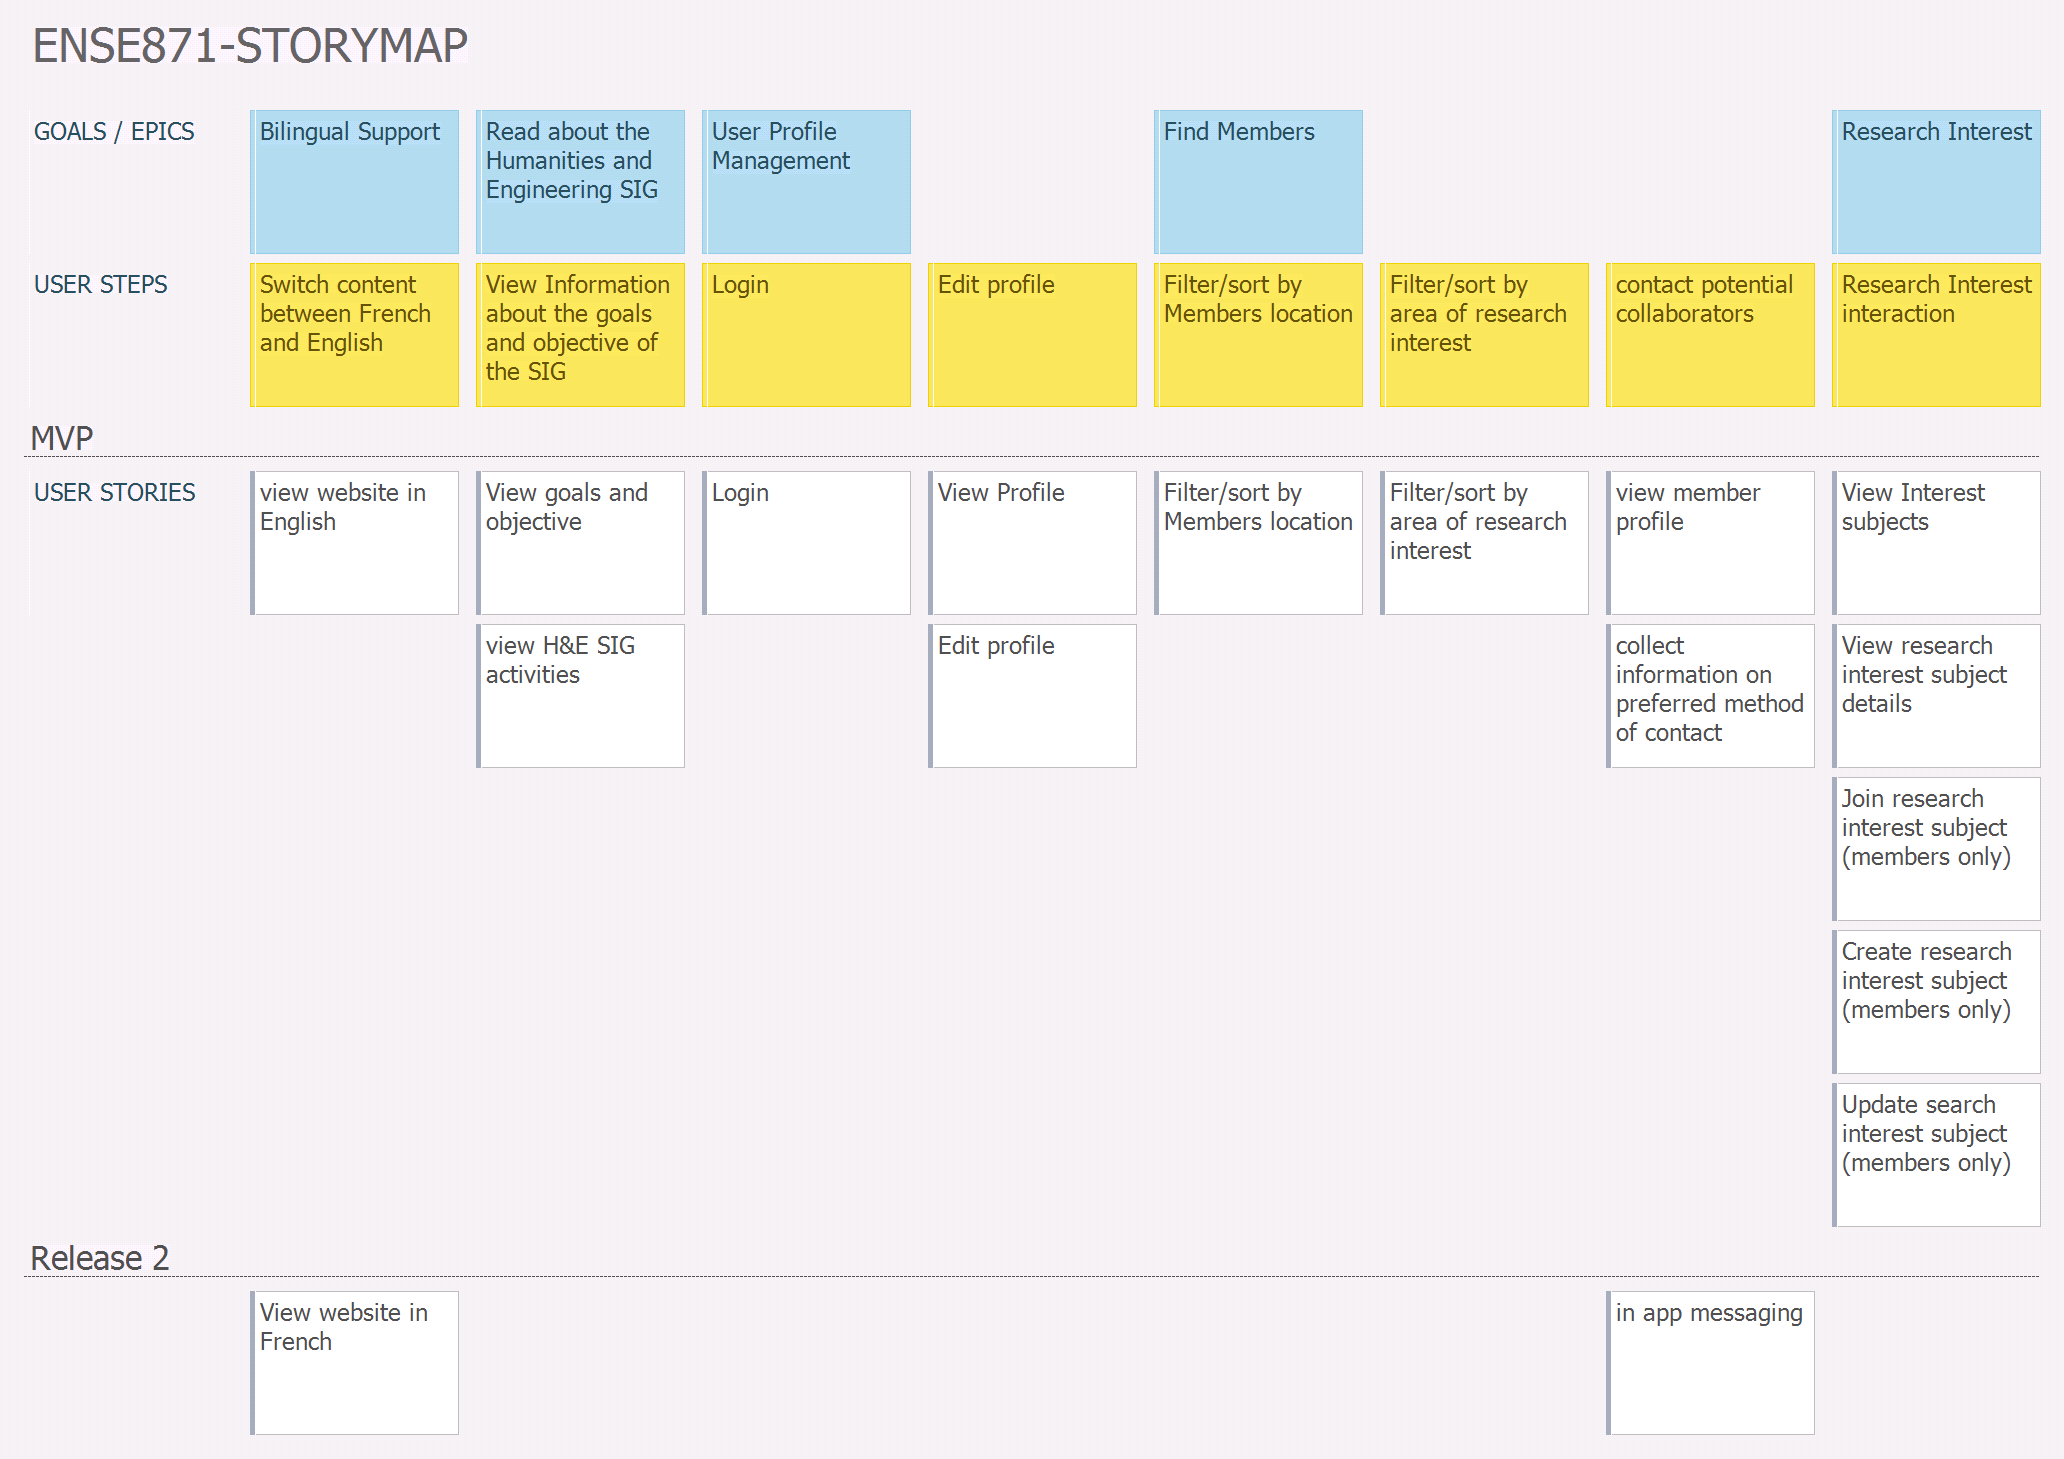 ENSE871-STORYMAP
GOALS / EPICS
Bilingual Support
Read about the
Humanities and
Engineering SIG
User Profile
Management
Find Members
Research Interest
USER STEPS
Switch content
between French
and English
View Information
about the goals
and objective of
the SIG
Login
Edit profile
Filter/sort by
Members location
Filter/sort by
area of research
interest
contact potential
collaborators
Research Interest
interaction
MVP
USER STORIES
view website in
English
View goals and
objective
Login
View Profile
Filter/sort by
Members location
Filter/sort by
area of research
interest
view member
profile
View Interest
subjects
view H&E SIG
activities
Edit profile
collect
information on
preferred method
of contact
View research
interest subject
details
Join research
interest subject
(members only)
Create research
interest subject
(members only)
Update search
interest subject
(members only)
Release 2
View website in
French
in app messaging